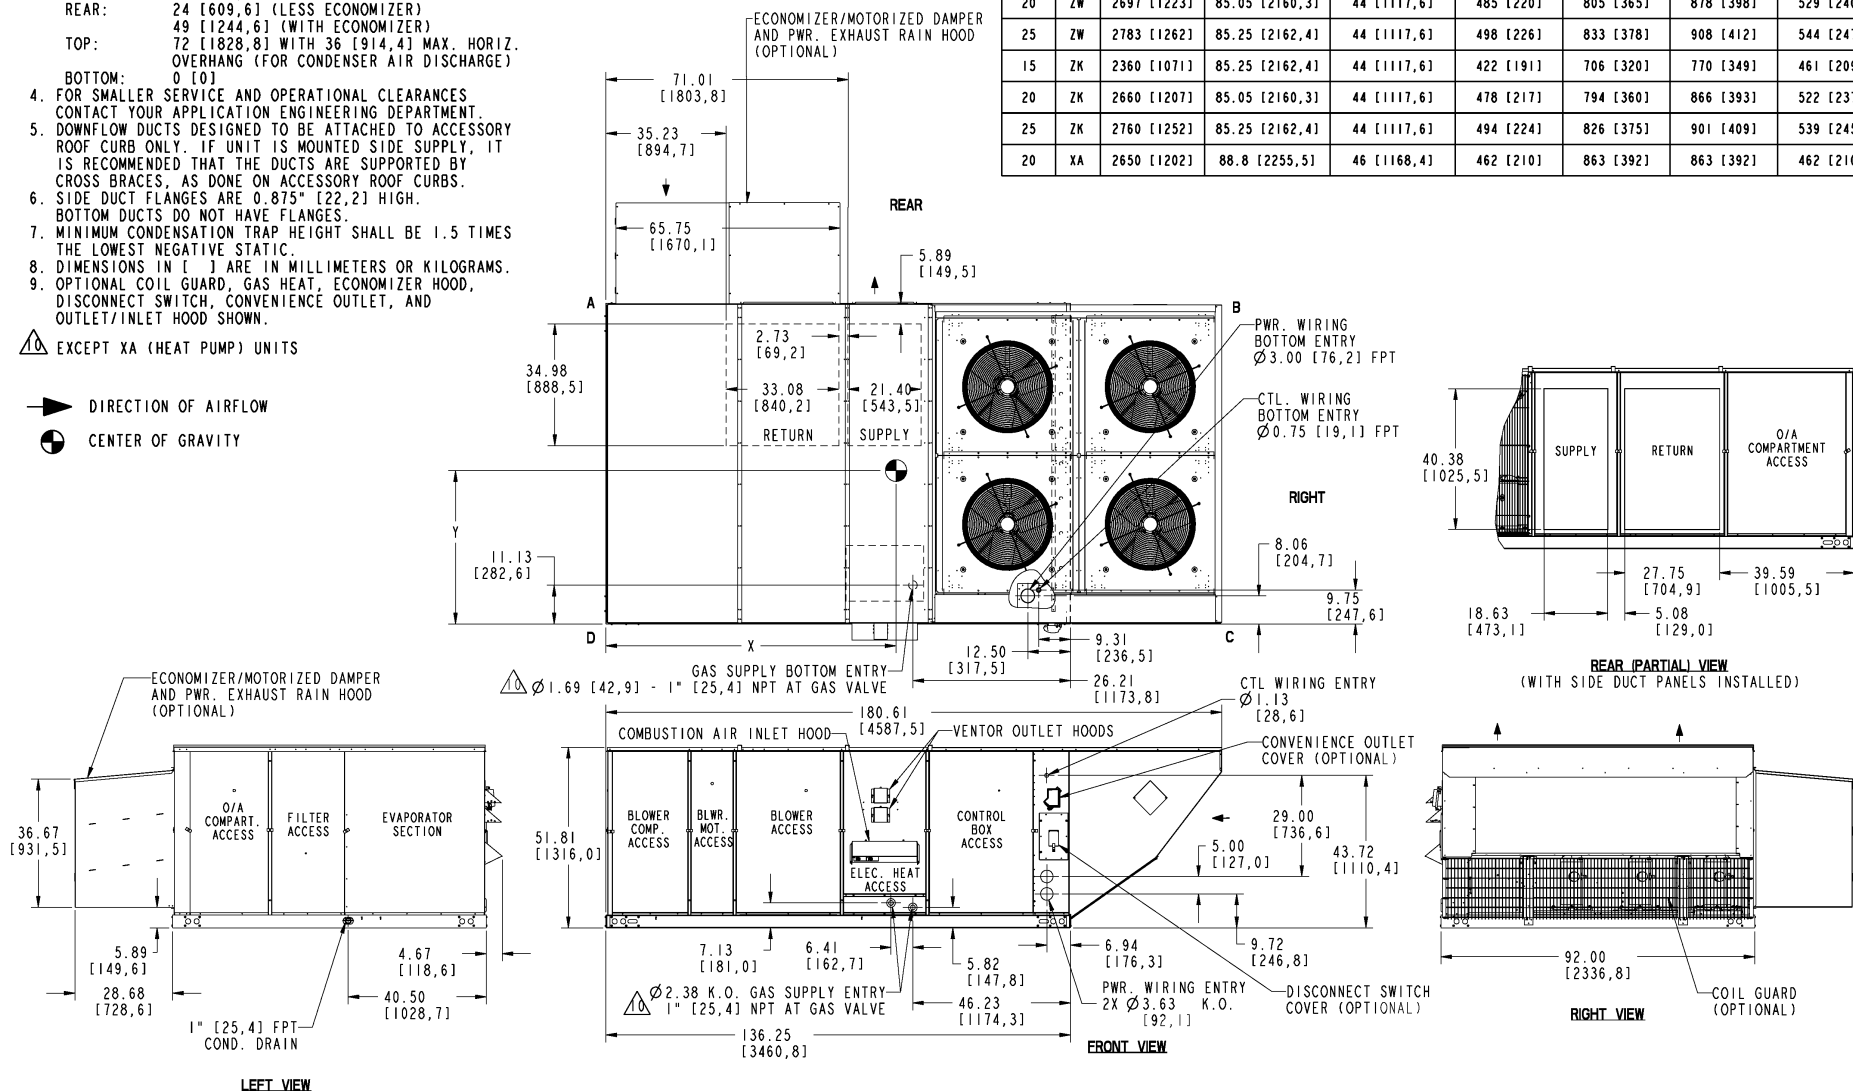 REAR: 24 [609,6] (LESS ECONOMIZER)
49 [1244,6] (WITH ECONOMIZER)
TOP: 72 [1828,8] WITH 36 [914,4] MAX. HORIZ.
OVERHANG (FOR CONDENSER AIR DISCHARGE)
BOTTOM: 0 [0]
4. FOR SMALLER SERVICE AND OPERATIONAL CLEARANCES
CONTACT YOUR APPLICATION ENGINEERING DEPARTMENT.
5. DOWNFLOW DUCTS DESIGNED TO BE ATTACHED TO ACCESSORY
ROOF CURB ONLY. IF UNIT IS MOUNTED SIDE SUPPLY, IT
IS RECOMMENDED THAT THE DUCTS ARE SUPPORTED BY
CROSS BRACES, AS DONE ON ACCESSORY ROOF CURBS.
6. SIDE DUCT FLANGES ARE 0.875" [22,2] HIGH.
BOTTOM DUCTS DO NOT HAVE FLANGES.
7. MINIMUM CONDENSATION TRAP HEIGHT SHALL BE 1.5 TIMES
THE LOWEST NEGATIVE STATIC.
8. DIMENSIONS IN [ ] ARE IN MILLIMETERS OR KILOGRAMS.
9. OPTIONAL COIL GUARD, GAS HEAT, ECONOMIZER HOOD,
DISCONNECT SWITCH, CONVENIENCE OUTLET, AND
OUTLET/INLET HOOD SHOWN.
10 EXCEPT XA (HEAT PUMP) UNITS
DIRECTION OF AIRFLOW
CENTER OF GRAVITY
20 ZW 2697 [1223] 85.05 [2160,3] 44 [1117,6] 485 [220] 805 [365] 878 [398]
25 ZW 2783 [1262] 85.25 [2162,4] 44 [1117,6] 498 [226] 833 [378] 908 [412]
15 ZK 2360 [1071] 85.25 [2162,4] 44 [1117,6] 422 [191] 706 [320] 770 [349]
20 ZK 2660 [1207] 85.05 [2160,3] 44 [1117,6] 478 [217] 794 [360] 866 [393]
25 ZK 2760 [1252] 85.25 [2162,4] 44 [1117,6] 494 [224] 826 [375] 901 [409]
20 XA 2650 [1202] 88.8 [2255,5] 46 [1168,4] 462 [210] 863 [392] 863 [392]
ECONOMIZER/MOTORIZED DAMPER
AND PWR. EXHAUST RAIN HOOD
(OPTIONAL)
71.01
[1803,8]
35.23
[894,7]
65.75
[1670,1]
REAR
5.89
[149,5]
A
B
2.73
[69,2]
34.98
[888,5]
33.08
[840,2]
21.40
[543,5]
RETURN
SUPPLY
PWR. WIRING
BOTTOM ENTRY
Ø3.00 [76,2] FPT
CTL. WIRING
BOTTOM ENTRY
Ø0.75 [19,1] FPT
RIGHT
Y
11.13
[282,6]
8.06
[204,7]
9.75
[247,6]
D
C
X
12.50
[317,5]
9.31
[236,5]
26.21
[1173,8]
GAS SUPPLY BOTTOM ENTRY
10 Ø1.69 [42,9] - 1" [25,4] NPT AT GAS VALVE
SUPPLY
RETURN
O/A
COMPARTMENT
ACCESS
40.38
[1025,5]
27.75
[704,9]
39.59
[1005,5]
18.63
[473,1]
5.08
[129,0]
REAR (PARTIAL) VIEW
(WITH SIDE DUCT PANELS INSTALLED)
ECONOMIZER/MOTORIZED DAMPER
AND PWR. EXHAUST RAIN HOOD
(OPTIONAL)
O/A
COMPART.
ACCESS
FILTER
ACCESS
EVAPORATOR
SECTION
36.67
[931,5]
5.89
[149,6]
28.68
[728,6]
4.67
[118,6]
40.50
[1028,7]
1" [25,4] FPT
COND. DRAIN
LEFT VIEW
180.61
[4587,5]
COMBUSTION AIR INLET HOOD
VENTOR OUTLET HOODS
CTL WIRING ENTRY
Ø1.13
[28,6]
CONVENIENCE OUTLET
COVER (OPTIONAL)
51.81
[1316,0]
BLOWER
COMP.
ACCESS
BLWR.
MOT.
ACCESS
BLOWER
ACCESS
ELEC. HEAT
ACCESS
CONTROL
BOX
ACCESS
29.00
[736,6]
5.00
[127,0]
43.72
[1110,4]
7.13
[181,0]
6.41
[162,7]
5.82
[147,8]
6.94
[176,3]
9.72
[246,8]
10 Ø2.38 K.O. GAS SUPPLY ENTRY
1" [25,4] NPT AT GAS VALVE
46.23
[1174,3]
PWR. WIRING ENTRY
2X Ø3.63 K.O.
[92,1]
DISCONNECT SWITCH
COVER (OPTIONAL)
136.25
[3460,8]
FRONT VIEW
92.00
[2336,8]
COIL GUARD
(OPTIONAL)
RIGHT VIEW